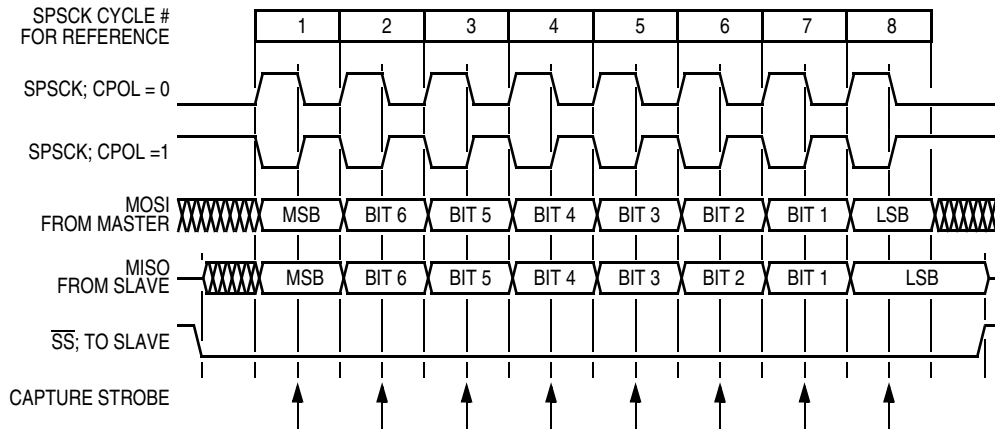 SPSCK CYCLE #
FOR REFERENCE
1 2 3 4 5 6 7 8
SPSCK; CPOL = 0
SPSCK; CPOL =1
MOSI
FROM MASTER
MSB BIT 6 BIT 5 BIT 4 BIT 3 BIT 2 BIT 1 LSB
MISO
FROM SLAVE
MSB BIT 6 BIT 5 BIT 4 BIT 3 BIT 2 BIT 1 LSB
SS; TO SLAVE
CAPTURE STROBE